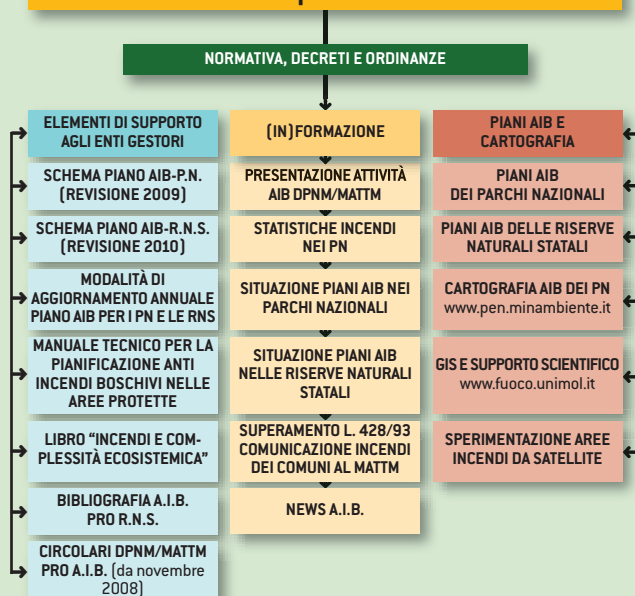 NORMATIVA, DECRETI E ORDINANZE
ELEMENTI DI SUPPORTO
AGLI ENTI GESTORI
SCHEMA PIANO AIB-P.N.
(REVISIONE 2009)
SCHEMA PIANO AIB-R.N.S.
(REVISIONE 2010)
MODALITÀ DI
AGGIORNAMENTO ANNUALE
PIANO AIB PER I PN E LE RNS
MANUALE TECNICO PER LA
PIANIFICAZIONE ANTI
INCENDI BOSCHIVI NELLE
AREE PROTETTE
LIBRO “INCENDI E COM-
PLESSITÀ ECOSISTEMICA”
BIBLIOGRAFIA A.I.B.
PRO R.N.S.
CIRCOLARI DPNM/MATTM
PRO A.I.B. (da novembre
2008)
(IN)FORMAZIONE
PRESENTAZIONE ATTIVITÀ
AIB DPNM/MATTM
STATISTICHE INCENDI
NEI PN
SITUAZIONE PIANI AIB NEI
PARCHI NAZIONALI
SITUAZIONE PIANI AIB
NELLE RISERVE NATURALI
STATALI
SUPERAMENTO L. 428/93
COMUNICAZIONE INCENDI
DEI COMUNI AL MATTM
NEWS A.I.B.
PIANI AIB E
CARTOGRAFIA
PIANI AIB
DEI PARCHI NAZIONALI
PIANI AIB DELLE RISERVE
NATURALI STATALI
CARTOGRAFIA AIB DEI PN
www.pen.minambiente.it
GIS E SUPPORTO SCIENTIFICO
www.fuoco.unimol.it
SPERIMENTAZIONE AREE
INCENDI DA SATELLITE